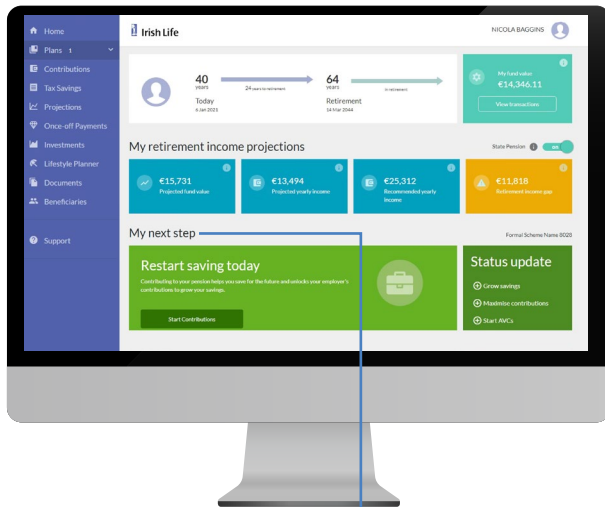 Home
Plans 1
Contributions
Tax Savings
Projections
Once-off Payments
Investments
Lifestyle Planner
Documents
Beneficiaries
Support
Irish Life
NICOLA BAGGINS
40
years
Today
6 Jan 2021
24 years to retirement
64
years
Retirement
14 Mar 2044
in retirement
My fund value
€14,346.11
View transactions
My retirement income projections
State Pension
ON
€15,731
Projected fund value
€13,494
Projected yearly income
€25,312
Recommended yearly
income
€11,818
Retirement income gap
My next step
Formal Scheme Name 8028
Restart saving today
Contributing to your pension helps you save for the future and unlocks your employer's
contributions to grow your savings.
Start Contributions
Status update
Grow savings
Maximise contributions
Start AVCs